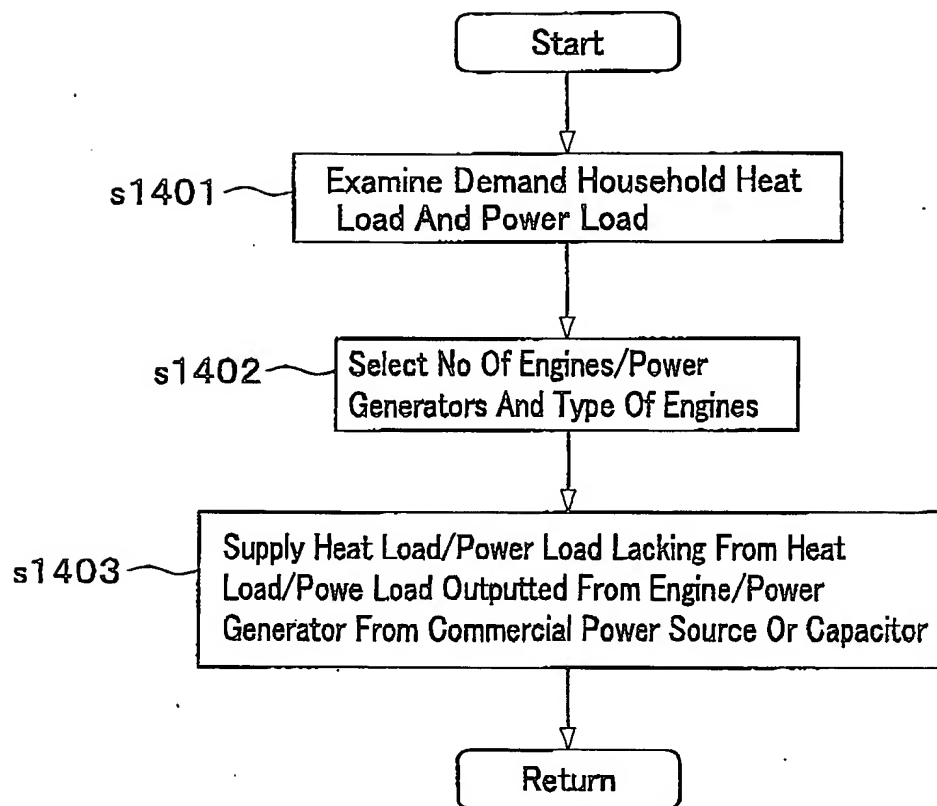 Start
s1401
Examine Demand Household Heat
Load And Power Load
s1402
Select No Of Engines/Power
Generators And Type Of Engines
s1403
Supply Heat Load/Power Load Lacking From Heat
Load/Powe Load Outputted From Engine/Power
Generator From Commercial Power Source Or Capacitor
Return